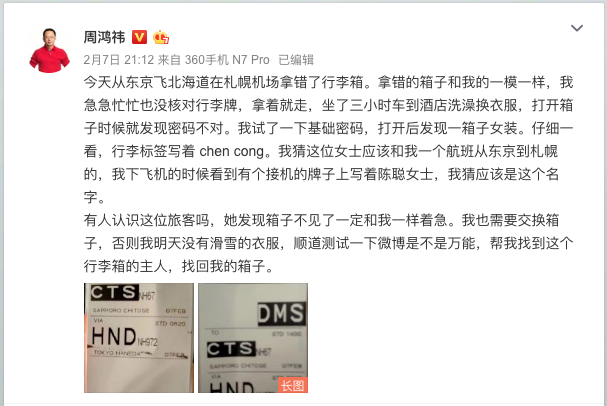 周鸿祎
2月7日 21:12 来自 360手机 N7 Pro 已编辑
今天从东京飞北海道在札幌机场拿错了行李箱。拿错的箱子和我的一模一样，我
急急忙忙也没核对行李牌，拿着就走，坐了三小时车到酒店洗澡换衣服，打开箱
子时候就发现密码不对。我试了一下基础密码，打开后发现一箱子女装。仔细一
看，行李标签写着 chen cong。我猜这位女士应该和我一个航班从东京到札幌
的，我下飞机的时候看到有个接机的牌子上写着陈聪女士，我猜应该是这个名
字。
有人认识这位旅客吗，她发现箱子不见了一定和我一样着急。我也需要交换箱
子，否则我明天没有滑雪的衣服，顺道测试一下微博是不是万能，帮我找到这个
行李箱的主人，找回我的箱子。
CTS NH67
SAPPORO CHITOSE 07FEB
VIA STD 0820
HND NH972
TOKYO HANEDA 07FEB
DMS
TO STD 1400
CTS NH67
SAPPORO CHITOSE 07FEB
VIA
HND
长图